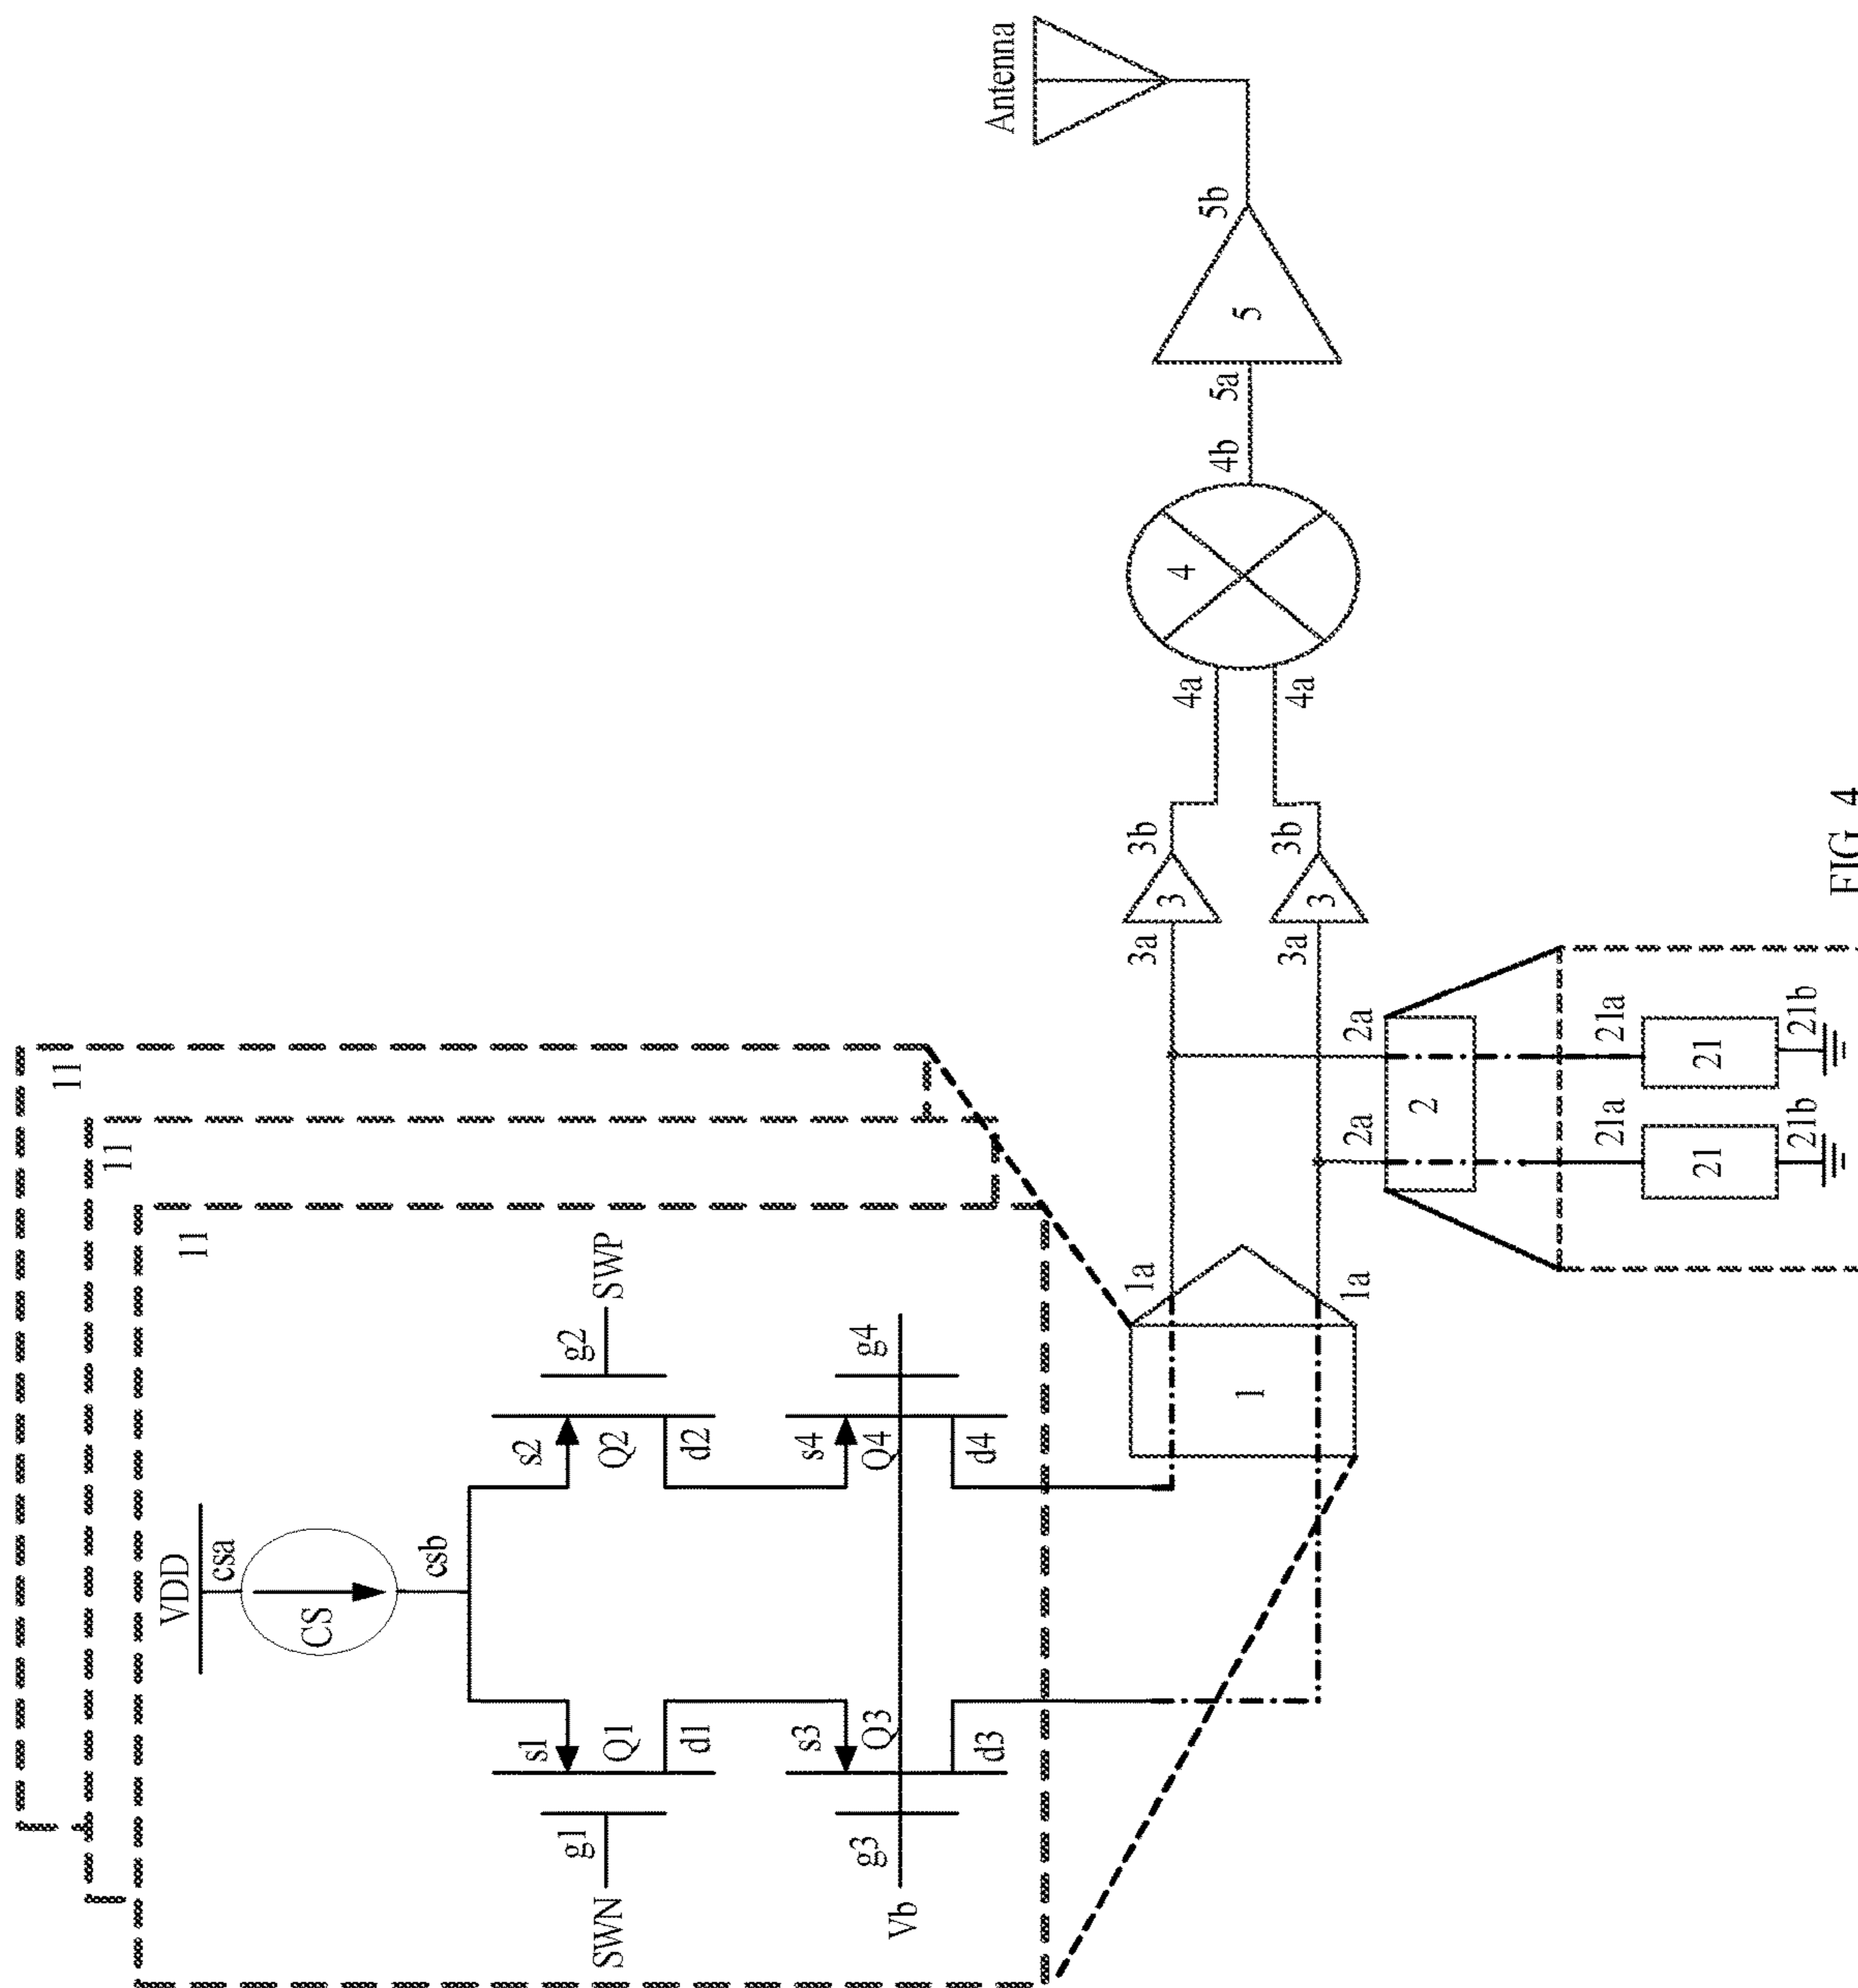 11
11
11
VDD
csa
CS
csb
s1
Q1
d1
g1
SWN
s2
Q2
d2
g2
SWP
s3
Q3
d3
g3
Vb
s4
Q4
d4
g4
1
1a
1a
2a
2a
2
21a
21a
21
21
21b
21b
3a
3a
3
3
3b
3b
4a
4a
4
4b
5a
5
5b
Antenna
FIG. 4